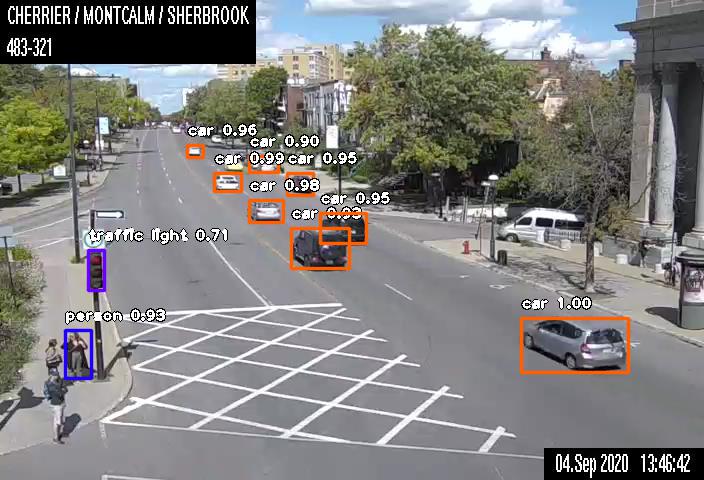 CHERRIER / MONTCALM / SHERBROOK
483-321
car 0.96
car 0.90
car 0.99
car 0.95
car 0.98
car 0.95
traffic light 0.71
person 0.93
car 1.00
04.Sep 2020 13:46:42